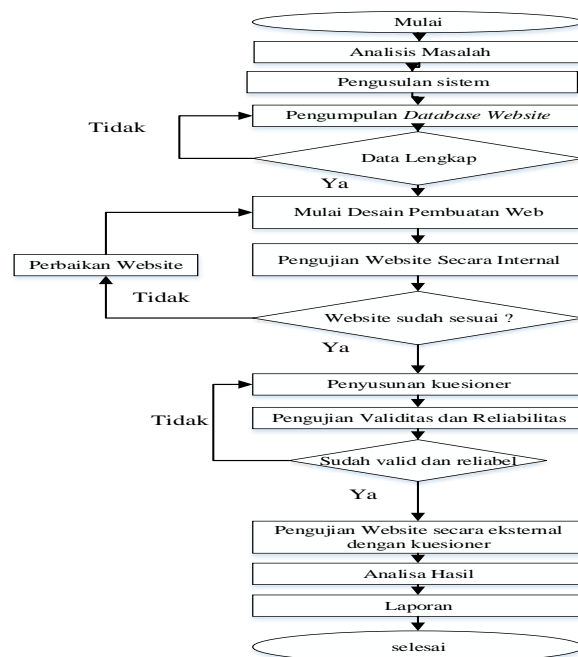 Mulai
Analisis Masalah
Pengusulan sistem
Pengumpulan Database Website
Tidak
Data Lengkap
Ya
Mulai Desain Pembuatan Web
Pengujian Website Secara Internal
Perbaikan Website
Tidak
Website sudah sesuai ?
Ya
Penyusunan kuesioner
Tidak
Pengujian Validitas dan Reliabilitas
Sudah valid dan reliabel
Ya
Pengujian Website secara eksternal
dengan kuesioner
Analisa Hasil
Laporan
selesai